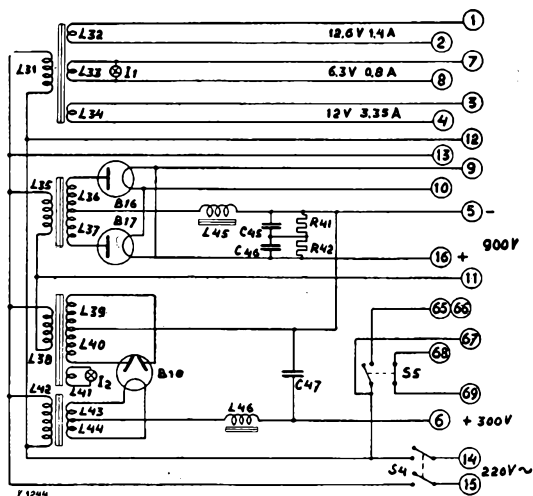 L32
1
12,6V 1.4A
2
L31
L33
I1
7
6.3V 0,8A
8
L34
3
12V 3.35A
4
12
13
9
L35
L36
B16
10
B17
5 -
L37
L45
C45
R41
C46
R42
900V
16 +
11
L39
65 66
67
L38
L40
68
S5
L41
I2
B18
69
L42
C47
L43
L46
6 + 300V
L44
14
S4
220V~
15